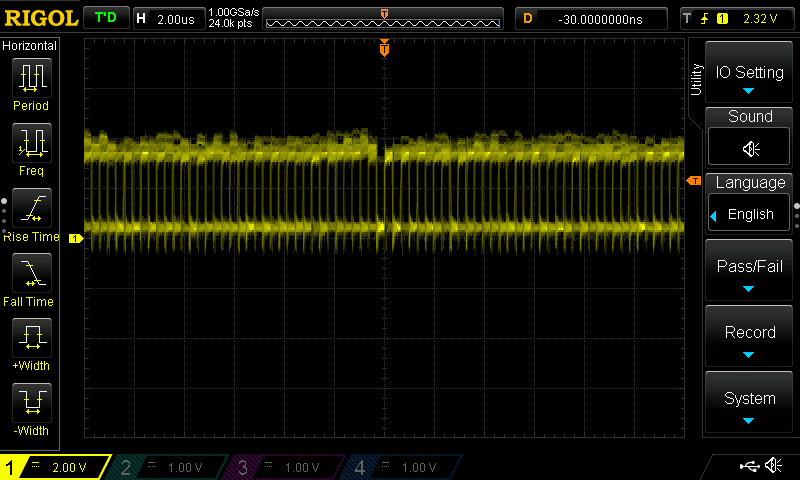 RIGOL T'D H 2.00us 1.00GSa/s 24.0k pts T D -30.0000000ns T 1 2.32 V
Horizontal
Period
Freq
Rise Time
Fall Time
+Width
-Width
T
T
1
Utility
IO Setting
Sound
Language
English
Pass/Fail
Record
System
1 2.00 V 2 1.00 V 3 1.00 V 4 1.00 V